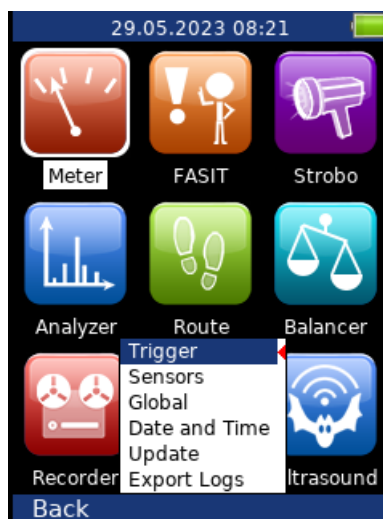 29.05.2023 08:21
Meter FASIT Strobo
Analyzer Route Balancer
Trigger
Sensors
Global
Date and Time
Update
Recorder Export Logs ltrasound
Back